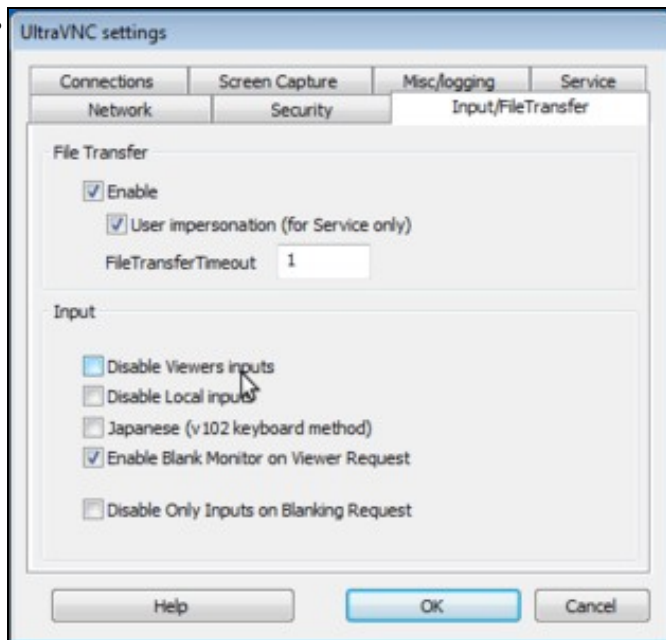 UltraVNC settings
Connections Screen Capture Misc/logging Service
Network Security Input/FileTransfer
File Transfer
Enable
User impersonation (for Service only)
FileTransferTimeout 1
Input
Disable Viewers inputs
Disable Local inputs
Japanese (v102 keyboard method)
Enable Blank Monitor on Viewer Request
Disable Only Inputs on Blanking Request
Help OK Cancel